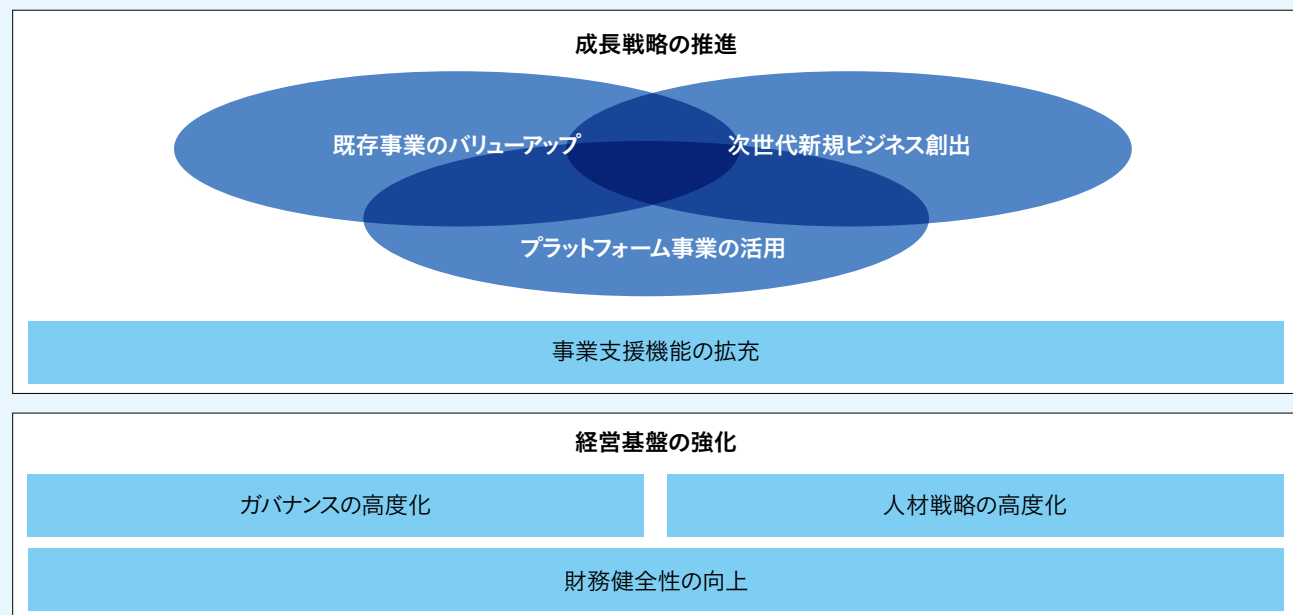 成長戦略の推進
既存事業のバリューアップ
次世代新規ビジネス創出
プラットフォーム事業の活用
事業支援機能の拡充
経営基盤の強化
ガバナンスの高度化
人材戦略の高度化
財務健全性の向上